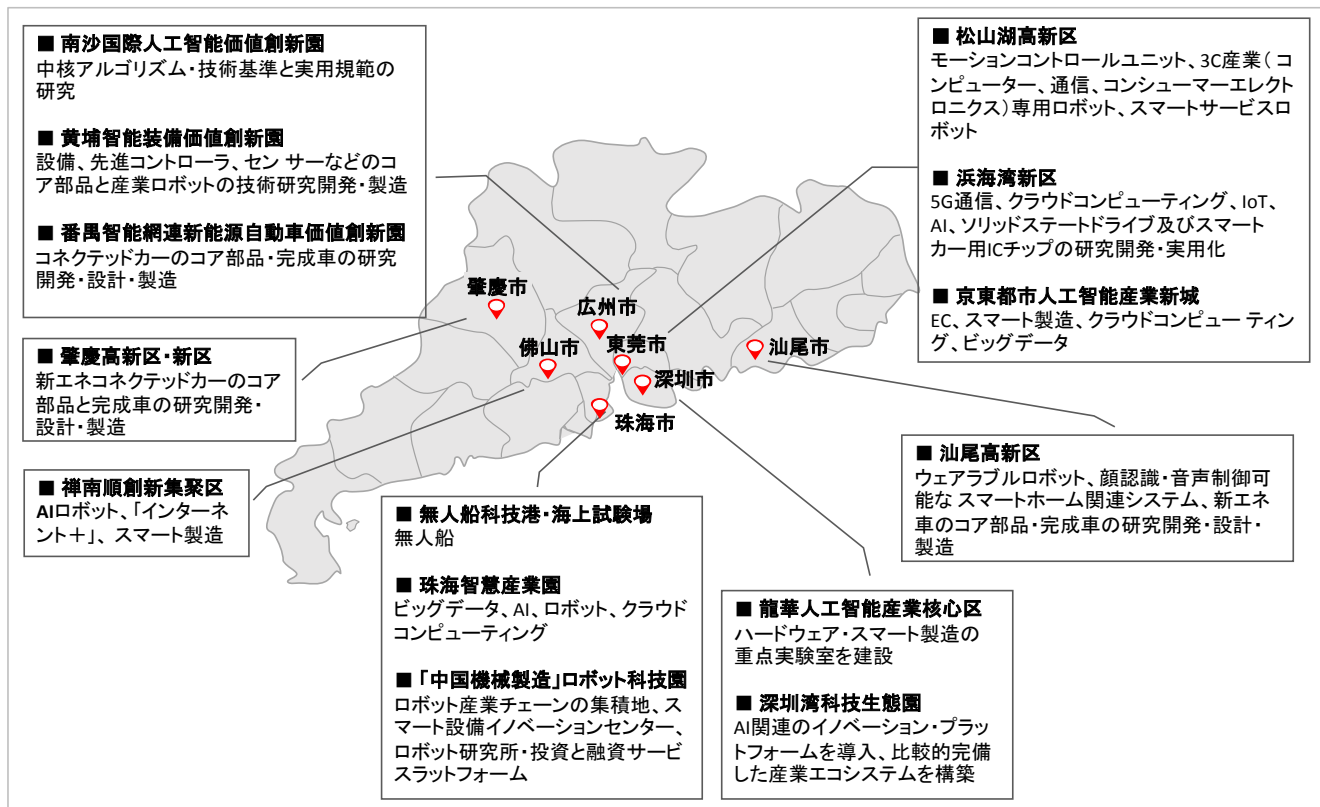 ■ 南沙国際人工智能価値創新園
中核アルゴリズム・技術基準と実用規範の
研究
■ 黄埔智能装備価値創新園
設備、先進コントローラ、セン サーなどのコ
ア部品と産業ロボットの技術研究開発・製造
■ 番禺智能網連新能源自動車価値創新園
コネクテッドカーのコア部品・完成車の研究
開発・設計・製造
■ 肇慶高新区・新区
新エネコネクテッドカーのコア
部品と完成車の研究開発・
設計・製造
■ 禅南順創新集聚区
AIロボット、「インターネ
ント＋」、 スマート製造
肇慶市
広州市
佛山市
東莞市
深圳市
珠海市
汕尾市
■ 松山湖高新区
モーションコントロールユニット、3C産業（コ
ンピューター、通信、コンシューマーエレクト
ロニクス）専用ロボット、スマートサービスロ
ボット
■ 浜海湾新区
5G通信、クラウドコンピューティング、IoT、
AI、ソリッドステートドライブ及びスマート
カー用ICチップの研究開発・実用化
■ 京東都市人工智能産業新城
EC、スマート製造、クラウドコンピュー ティン
グ、ビッグデータ
■ 汕尾高新区
ウェアラブルロボット、顔認識・音声制御可
能な スマートホーム関連システム、新エネ
車のコア部品・完成車の研究開発・設計・
製造
■ 無人船科技港・海上試験場
無人船
■ 珠海智慧産業園
ビッグデータ、AI、ロボット、クラウド
コンピューティング
■「中国機械製造」ロボット科技園
ロボット産業チェーンの集積地、ス
マート設備イノベーションセンター、
ロボット研究所・投資と融資サービ
スラットフォーム
■ 龍華人工智能産業核心区
ハードウェア・スマート製造の
重点実験室を建設
■ 深圳湾科技生態園
AI関連のイノベーション・プラッ
トフォームを導入、比較的完備
した産業エコシステムを構築